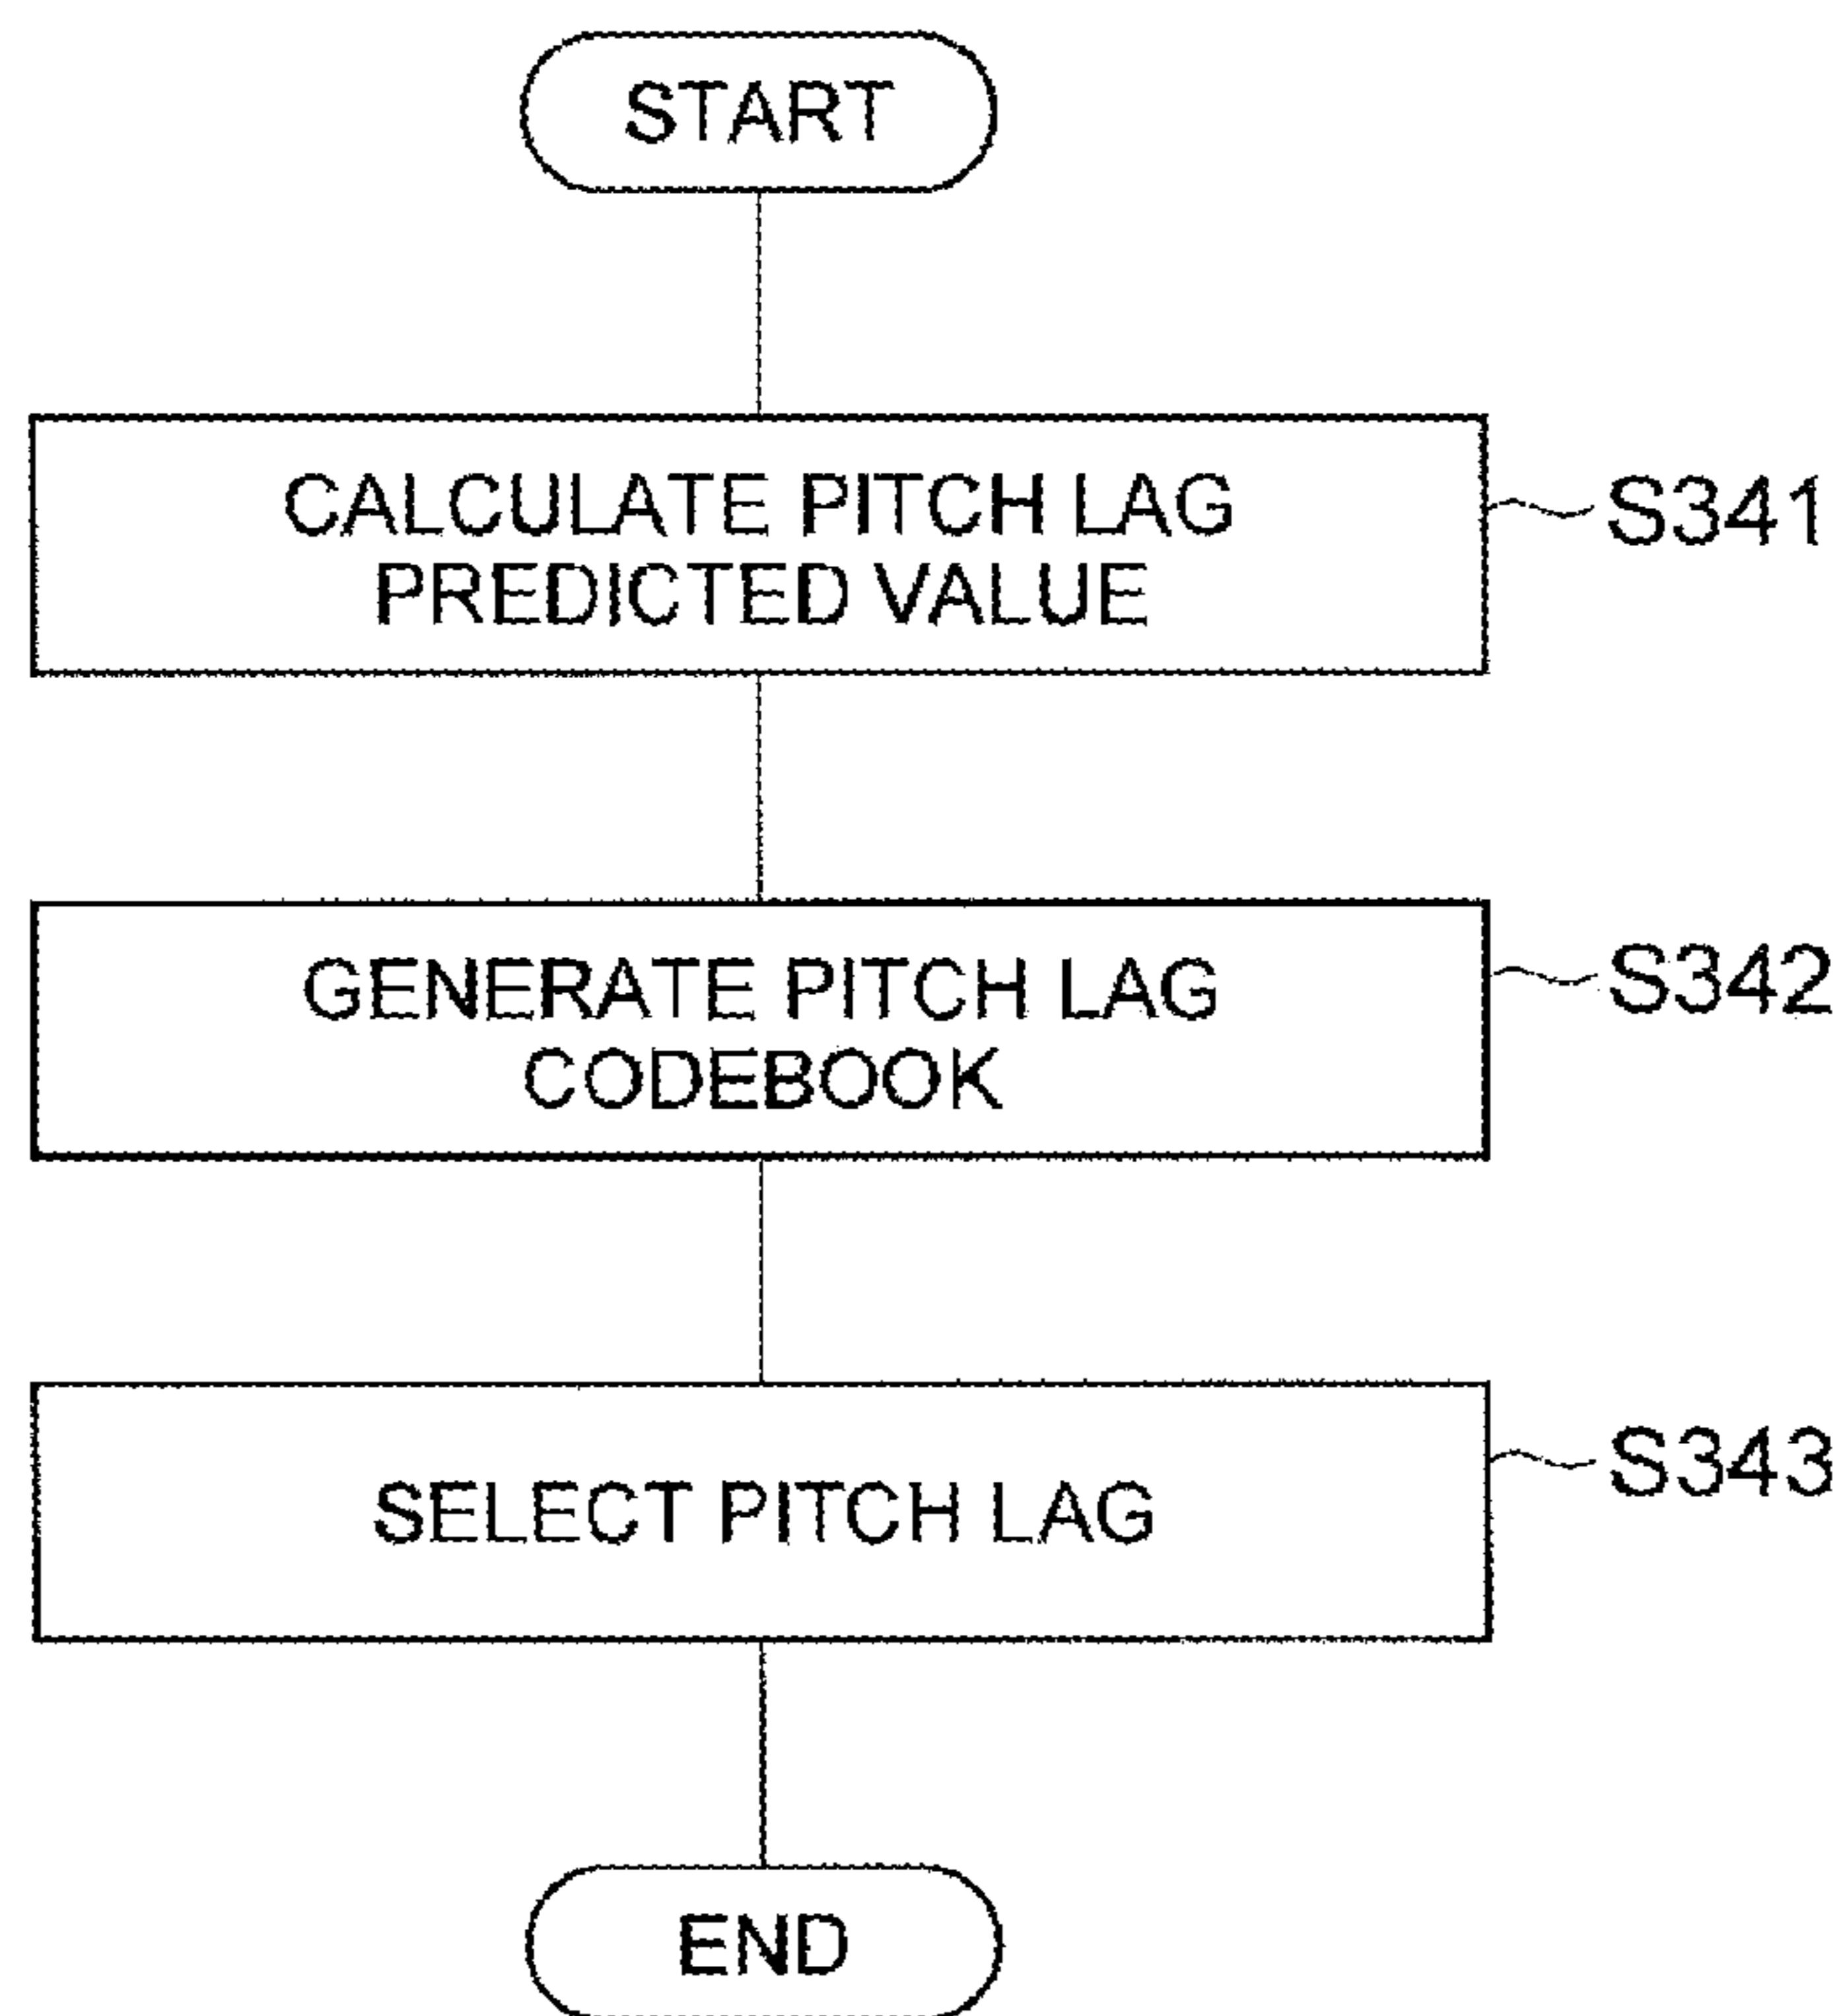 START
CALCULATE PITCH LAG
PREDICTED VALUE
S341
GENERATE PITCH LAG
CODEBOOK
S342
SELECT PITCH LAG
S343
END